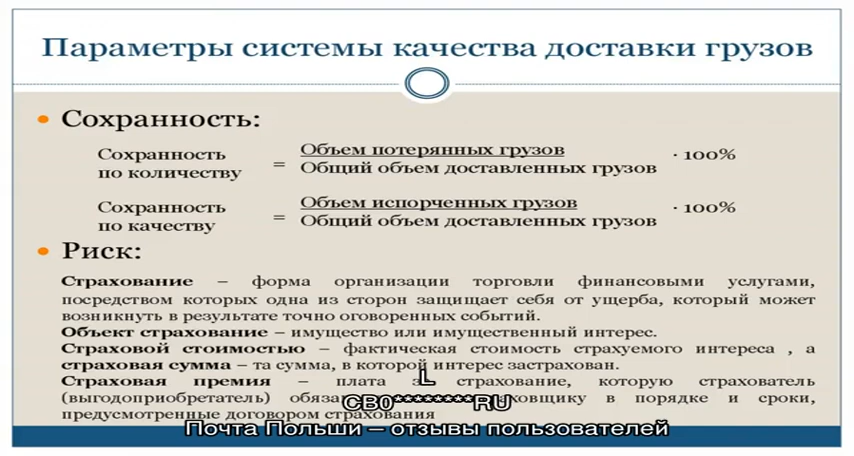 Параметры системы качества доставки грузов
Сохранность:
Сохранность по количеству = Объем потерянных грузов / Общий объем доставленных грузов · 100%
Сохранность по качеству = Объем испорченных грузов / Общий объем доставленных грузов · 100%
Риск:
Страхование – форма организации торговли финансовыми услугами,
посредством которых одна из сторон защищает себя от ущерба, который может
возникнуть в результате точно оговоренных событий.
Объект страхование – имущество или имущественный интерес.
Страховой стоимостью – фактическая стоимость страхуемого интереса , а
страховая сумма – та сумма, в которой интерес застрахован.
Страховая премия – плата страхование, которую страхователь
(выгодоприобретатель) в порядке и сроки,
предусмотренные договором страхования
L
CB0********RU
Почта Польши – отзывы пользователей